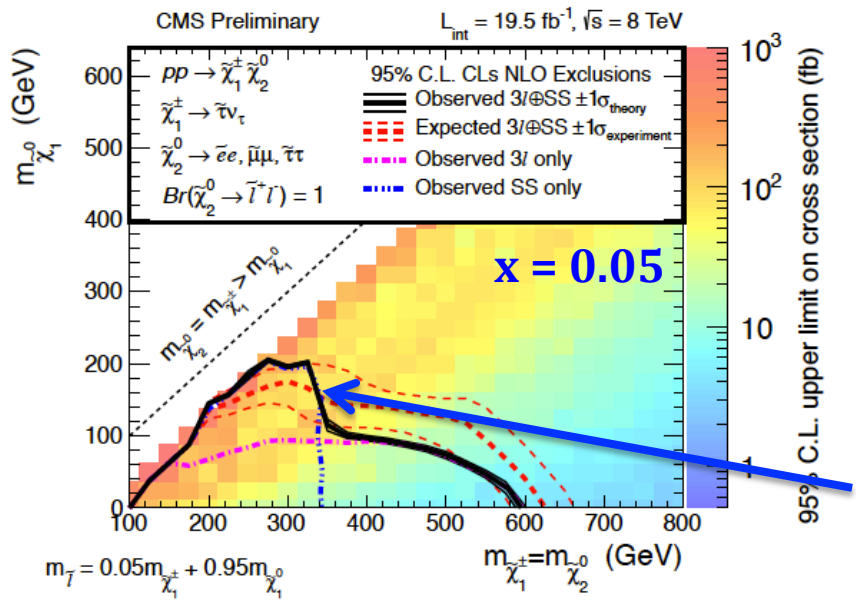 CMS Preliminary L_int = 19.5 fb⁻¹, √s = 8 TeV
pp → χ̃₁^± χ̃₂⁰
χ̃₁^± → τ̃ν_τ
χ̃₂⁰ → ẽe, μ̃μ, τ̃τ
Br(χ̃₂⁰ → l̃⁺l⁻) = 1
95% C.L. CLs NLO Exclusions
Observed 3l⊕SS ±1σ_theory
Expected 3l⊕SS ±1σ_experiment
Observed 3l only
Observed SS only
m_χ̃₁⁰ (GeV)
600
500
400
300
200
100
0
m_χ̃₂⁰ = m_χ̃₁^± > m_χ̃₁⁰
x = 0.05
100 200 300 400 500 600 700 800
m_χ̃₁^± = m_χ̃₂⁰ (GeV)
m_l̃ = 0.05m_χ̃₁^± + 0.95m_χ̃₁⁰
10³
10²
10
1
95% C.L. upper limit on cross section (fb)